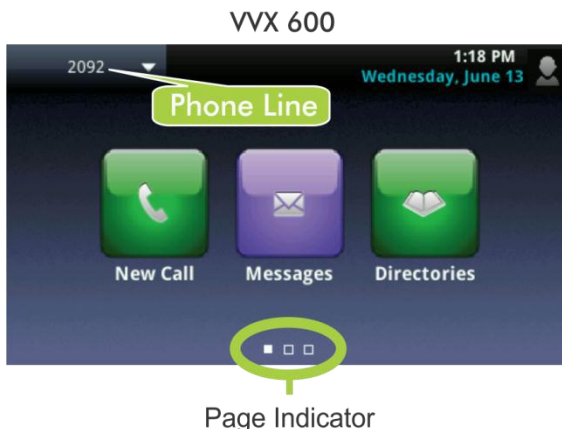 VVX 600
2092
1:18 PM
Wednesday, June 13
Phone Line
New Call
Messages
Directories
Page Indicator